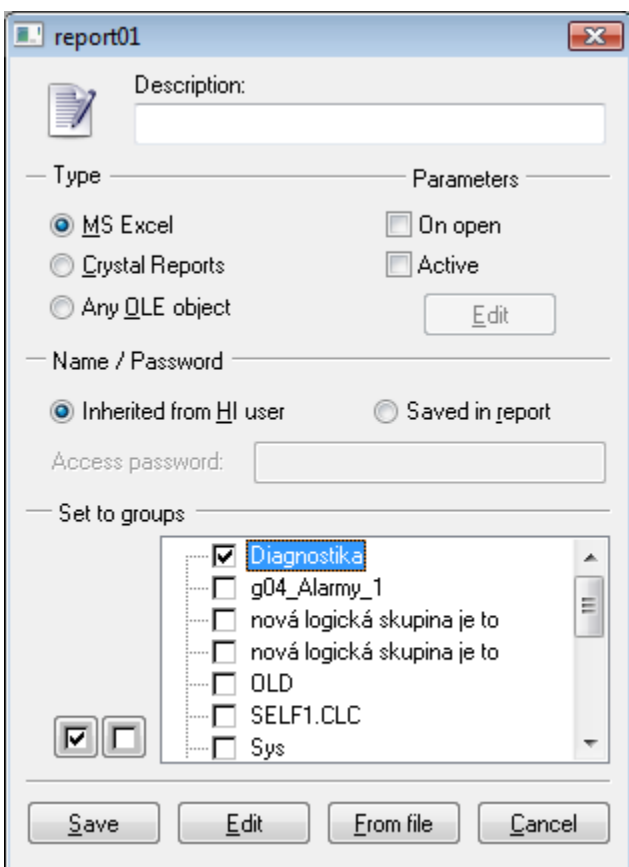 report01
Description:
Type
Parameters
MS Excel
On open
Crystal Reports
Active
Any OLE object
Edit
Name / Password
Inherited from HI user
Saved in report
Access password:
Set to groups
Diagnostika
g04_Alarmy_1
nová logická skupina je to
nová logická skupina je to
OLD
SELF1.CLC
Sys
Save Edit From file Cancel